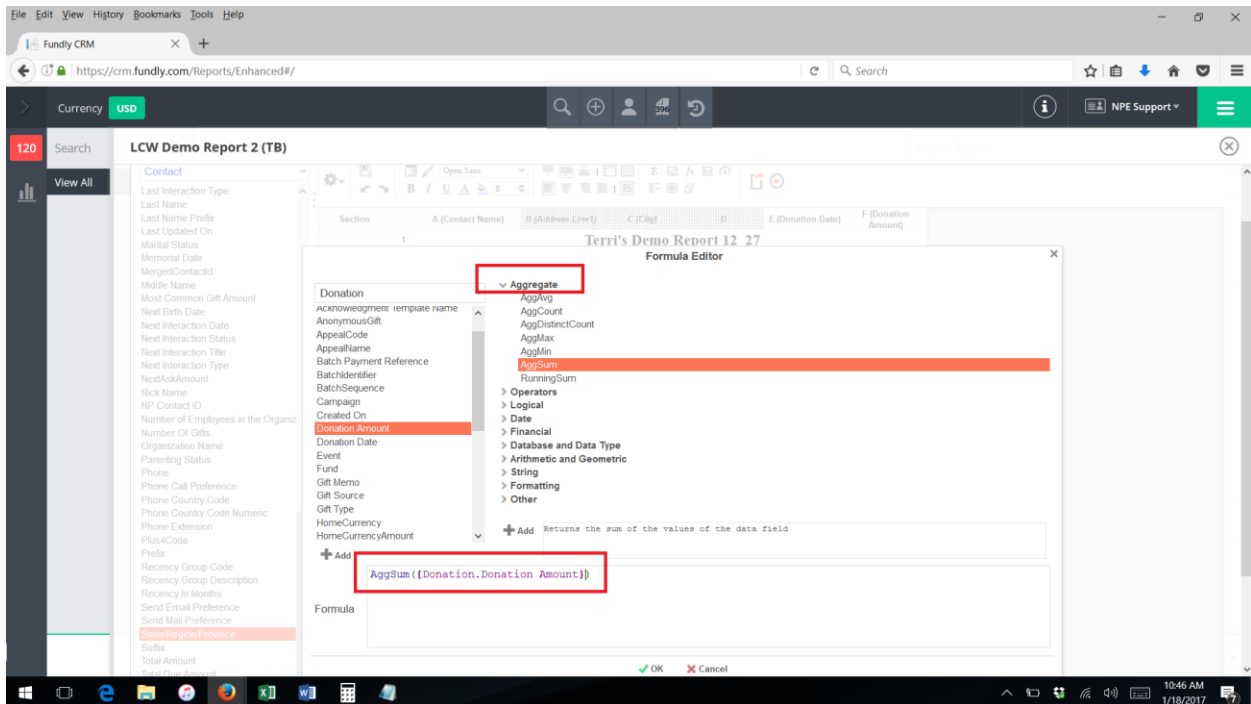 File Edit View History Bookmarks Tools Help
Fundly CRM
https://crm.fundly.com/Reports/Enhanced#/
Search
Currency USD
396
NPE Support
120
Search
LCW Demo Report 2 (TB)
View All
Contact
Last Interaction Type
Last Name
Last Name Prefix
Last Updated On
Marital Status
Memorial Date
MergedContactId
Middle Name
Most Common Gift Amount
Next Birth Date
Next Interaction Date
Next Interaction Status
Next Interaction Title
Next Interaction Type
NextAskAmount
Nick Name
NP Contact ID
Number of Employees in the Organiz
Number Of Gifts
Organization Name
Parenting Status
Phone
Phone Call Preference
Phone Country Code
Phone Country Code Numeric
Phone Extension
Plus4Code
Prefix
Recency Group Code
Recency Group Description
Recency In Months
Send Email Preference
Send Mail Preference
State/Region/Province
Suffix
Total Amount
Total Due Amount
Open Sans
B I U A
Section
A (Contact Name)
B (Address Line1)
C (City)
D
E (Donation Date)
F (Donation Amount)
1
Terri's Demo Report 12_27
Formula Editor
Donation
Acknowledgment Template Name
AnonymousGift
AppealCode
AppealName
Batch Payment Reference
BatchIdentifier
BatchSequence
Campaign
Created On
Donation Amount
Donation Date
Event
Fund
Gift Memo
Gift Source
Gift Type
HomeCurrency
HomeCurrencyAmount
Add
Aggregate
AggAvg
AggCount
AggDistinctCount
AggMax
AggMin
AggSum
RunningSum
Operators
Logical
Date
Financial
Database and Data Type
Arithmetic and Geometric
String
Formatting
Other
Add
Returns the sum of the values of the data field
Formula
AggSum({Donation.Donation Amount})
OK
Cancel
10:46 AM
1/18/2017